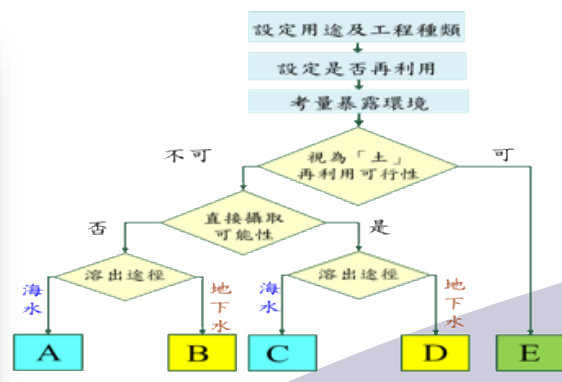 設定用途及工程種類
設定是否再利用
考量暴露環境
不可
視為「土」
再利用可行性
可
否
直接攝取
可能性
是
海水
溶出途徑
地下水
海水
溶出途徑
地下水
A
B
C
D
E